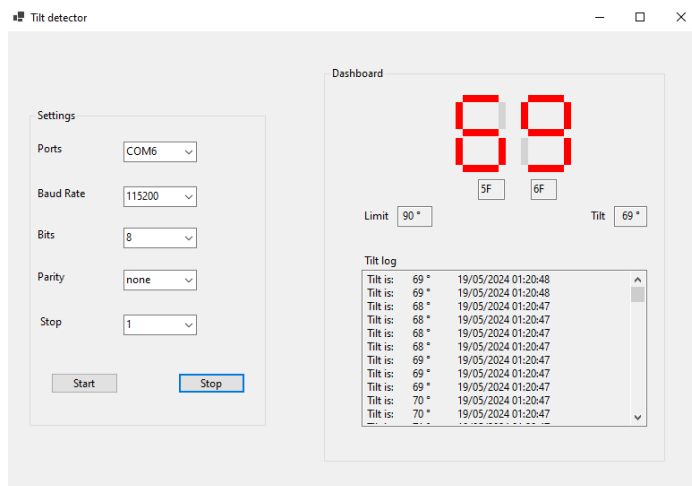 Tilt detector
Settings
Ports COM6
Baud Rate 115200
Bits 8
Parity none
Stop 1
Start Stop
Dashboard
69
5F 6F
Limit 90 ° Tilt 69 °
Tilt log
Tilt is: 69 ° 19/05/2024 01:20:48
Tilt is: 69 ° 19/05/2024 01:20:48
Tilt is: 68 ° 19/05/2024 01:20:47
Tilt is: 68 ° 19/05/2024 01:20:47
Tilt is: 68 ° 19/05/2024 01:20:47
Tilt is: 68 ° 19/05/2024 01:20:47
Tilt is: 69 ° 19/05/2024 01:20:47
Tilt is: 69 ° 19/05/2024 01:20:47
Tilt is: 69 ° 19/05/2024 01:20:47
Tilt is: 70 ° 19/05/2024 01:20:47
Tilt is: 70 ° 19/05/2024 01:20:47